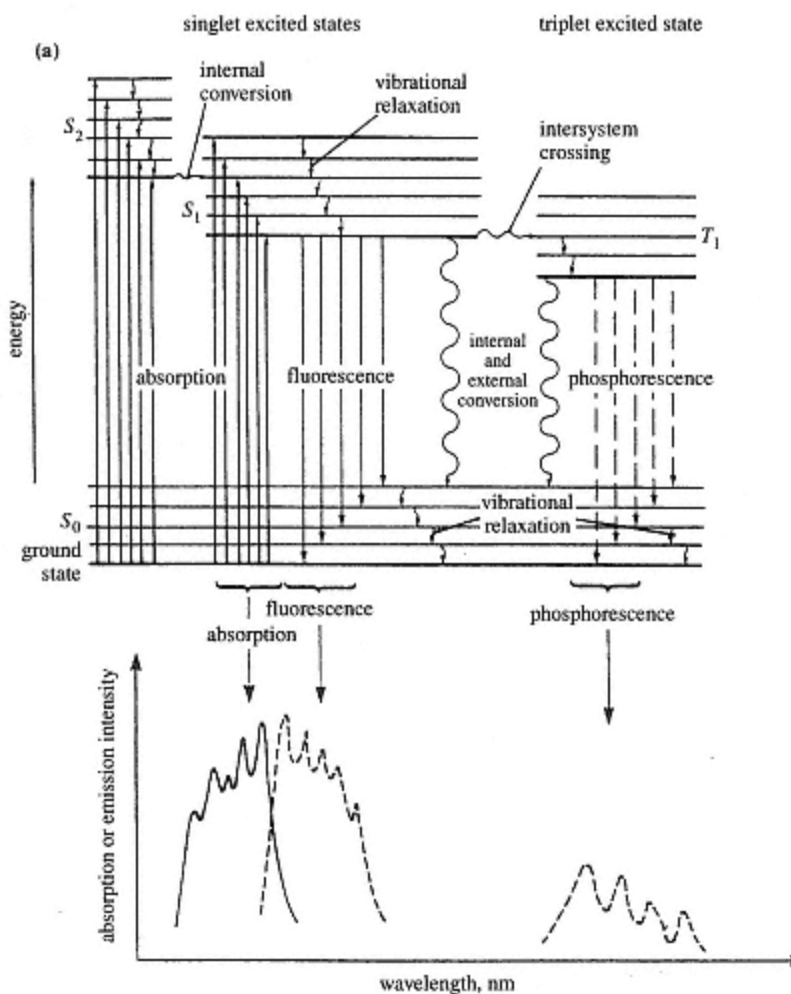 singlet excited states
triplet excited state
(a)
internal
conversion
vibrational
relaxation
intersystem
crossing
S2
S1
T1
energy
absorption
fluorescence
internal
and
external
conversion
phosphorescence
S0
ground
state
vibrational
relaxation
fluorescence
absorption
phosphorescence
absorption or emission intensity
wavelength, nm